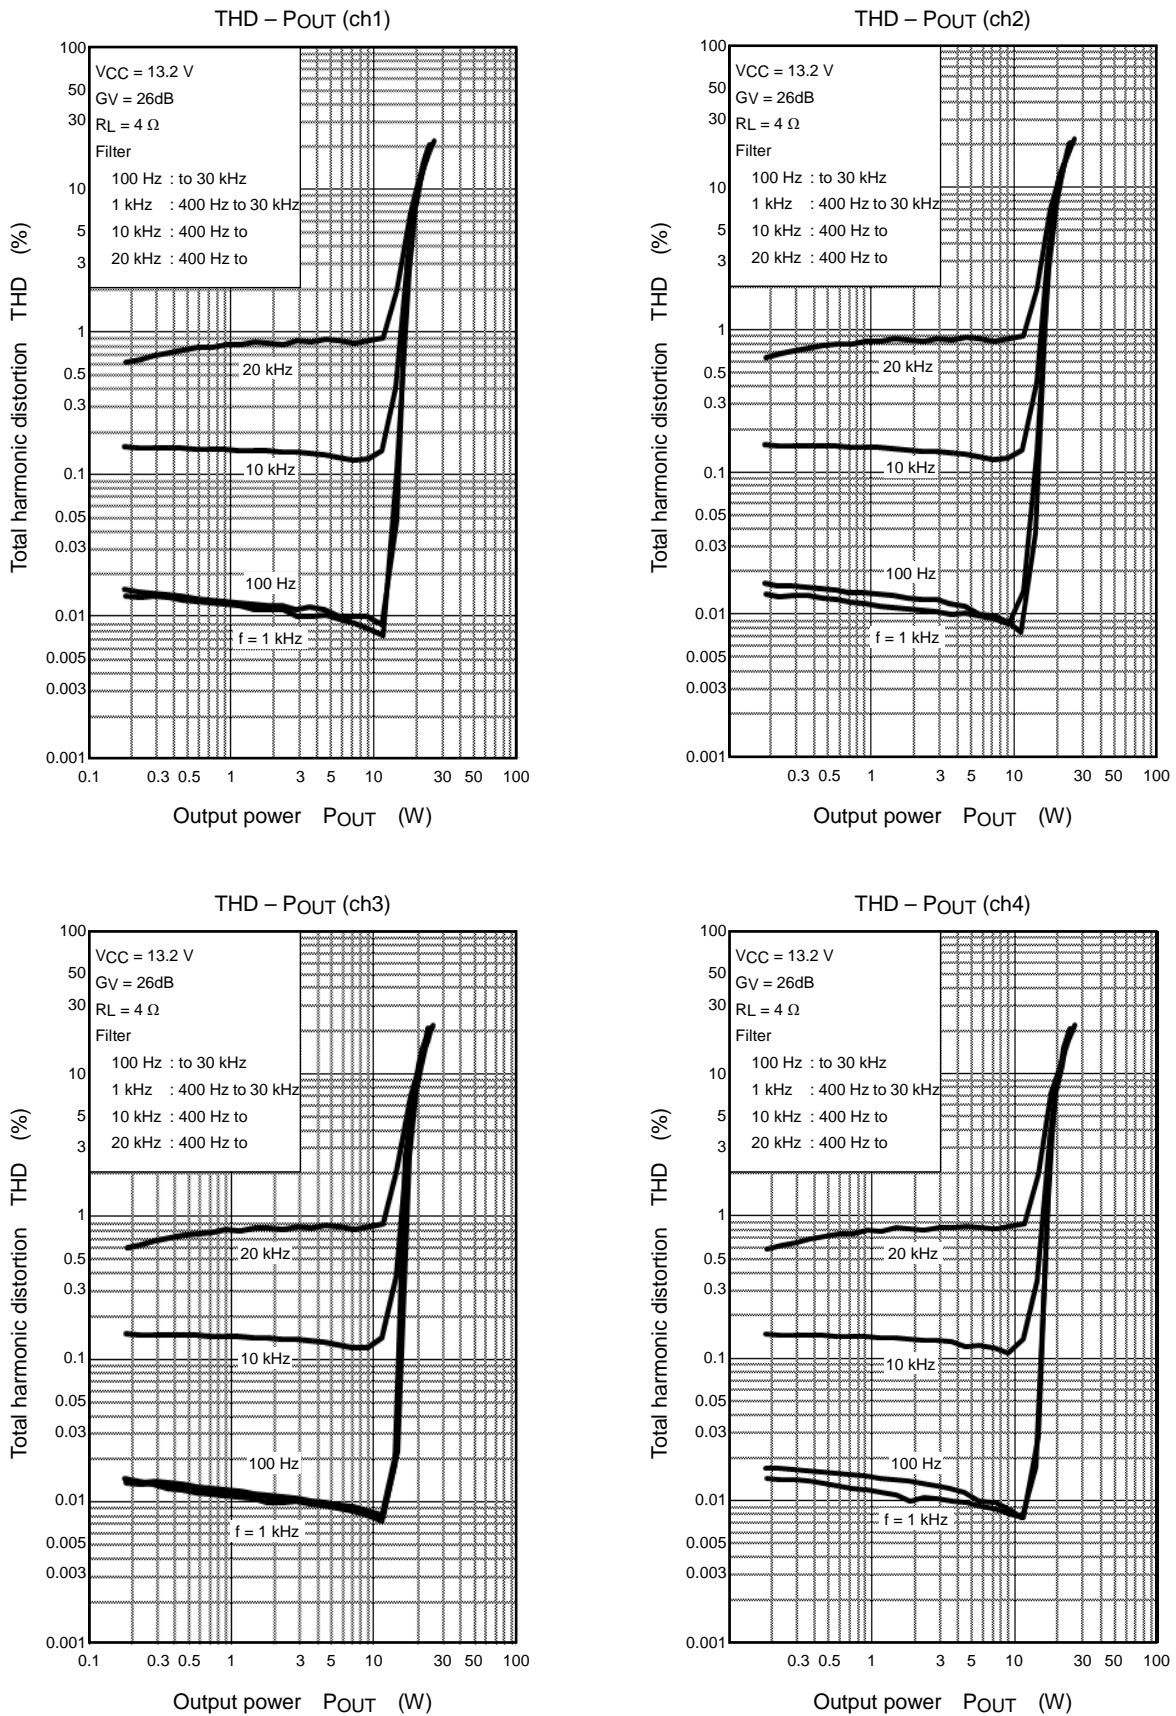 THD – POUT (ch1)
100
50
30
10
5
3
1
0.5
0.3
0.1
0.05
0.03
0.01
0.005
0.003
0.001
Total harmonic distortion THD (%)
VCC = 13.2 V
GV = 26dB
RL = 4 Ω
Filter
100 Hz : to 30 kHz
1 kHz : 400 Hz to 30 kHz
10 kHz : 400 Hz to
20 kHz : 400 Hz to
20 kHz
10 kHz
100 Hz
f = 1 kHz
0.1 0.3 0.5 1 3 5 10 30 50 100
Output power POUT (W)
THD – POUT (ch2)
100
50
30
10
5
3
1
0.5
0.3
0.1
0.05
0.03
0.01
0.005
0.003
0.001
Total harmonic distortion THD (%)
VCC = 13.2 V
GV = 26dB
RL = 4 Ω
Filter
100 Hz : to 30 kHz
1 kHz : 400 Hz to 30 kHz
10 kHz : 400 Hz to
20 kHz : 400 Hz to
20 kHz
10 kHz
100 Hz
f = 1 kHz
0.3 0.5 1 3 5 10 30 50 100
Output power POUT (W)
THD – POUT (ch3)
100
50
30
10
5
3
1
0.5
0.3
0.1
0.05
0.03
0.01
0.005
0.003
0.001
Total harmonic distortion THD (%)
VCC = 13.2 V
GV = 26dB
RL = 4 Ω
Filter
100 Hz : to 30 kHz
1 kHz : 400 Hz to 30 kHz
10 kHz : 400 Hz to
20 kHz : 400 Hz to
20 kHz
10 kHz
100 Hz
f = 1 kHz
0.1 0.3 0.5 1 3 5 10 30 50 100
Output power POUT (W)
THD – POUT (ch4)
100
50
30
10
5
3
1
0.5
0.3
0.1
0.05
0.03
0.01
0.005
0.003
0.001
Total harmonic distortion THD (%)
VCC = 13.2 V
GV = 26dB
RL = 4 Ω
Filter
100 Hz : to 30 kHz
1 kHz : 400 Hz to 30 kHz
10 kHz : 400 Hz to
20 kHz : 400 Hz to
20 kHz
10 kHz
100 Hz
f = 1 kHz
0.3 0.5 1 3 5 10 30 50 100
Output power POUT (W)